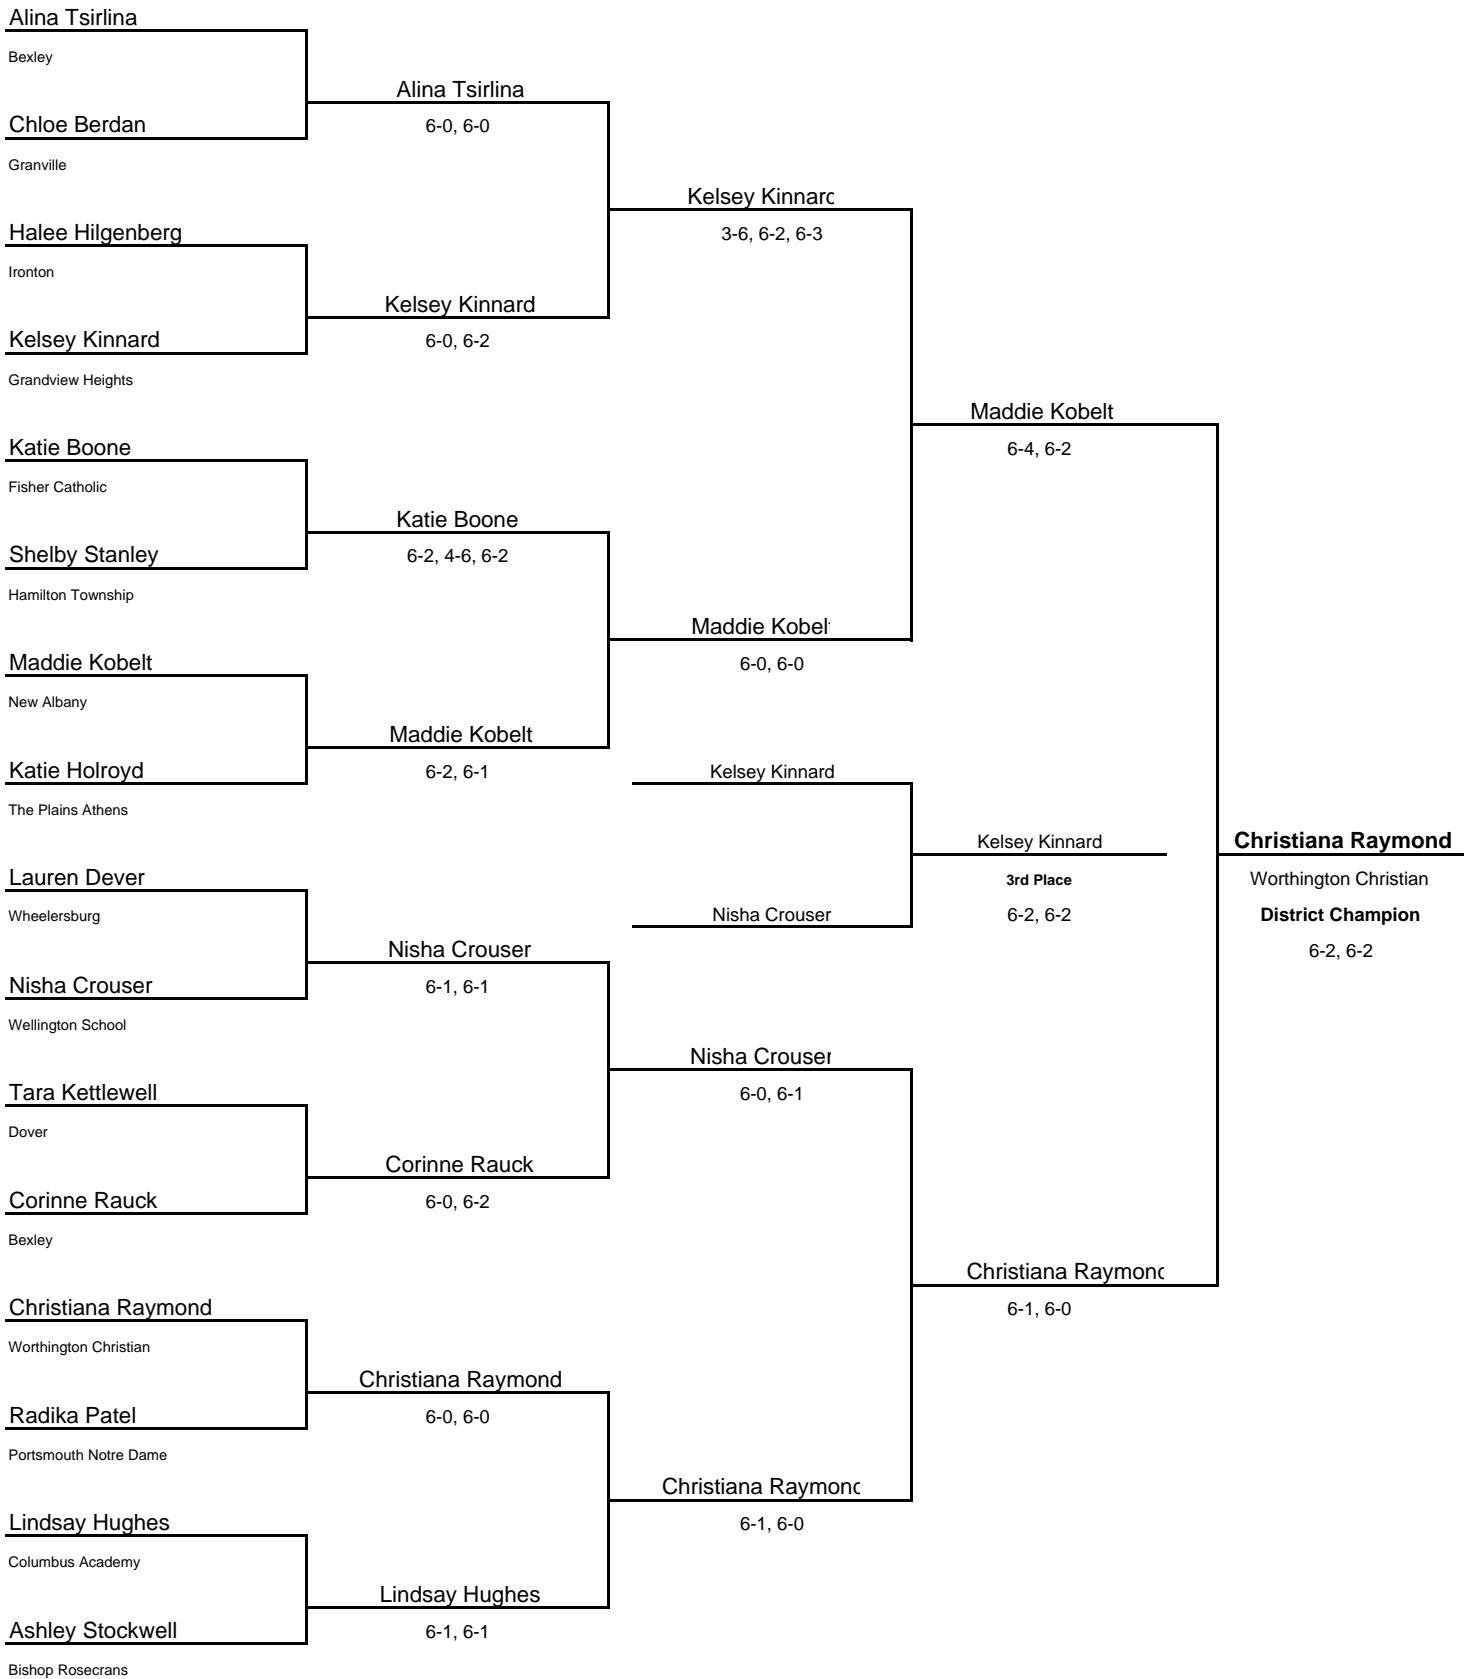 Alina Tsirlina
Bexley
Alina Tsirlina
Chloe Berdan
6-0, 6-0
Granville
Kelsey Kinnard
Halee Hilgenberg
3-6, 6-2, 6-3
Ironton
Kelsey Kinnard
Kelsey Kinnard
6-0, 6-2
Grandview Heights
Maddie Kobelt
Katie Boone
6-4, 6-2
Fisher Catholic
Katie Boone
Shelby Stanley
6-2, 4-6, 6-2
Hamilton Township
Maddie Kobelt
Maddie Kobelt
6-0, 6-0
New Albany
Maddie Kobelt
Katie Holroyd
6-2, 6-1
Kelsey Kinnard
The Plains Athens
Kelsey Kinnard
Christiana Raymond
Lauren Dever
3rd Place
Worthington Christian
Wheelersburg
Nisha Crouser
6-2, 6-2
District Champion
Nisha Crouser
6-2, 6-2
Nisha Crouser
6-1, 6-1
Wellington School
Nisha Crouser
Tara Kettlewell
6-0, 6-1
Dover
Corinne Rauck
Corinne Rauck
6-0, 6-2
Bexley
Christiana Raymond
Christiana Raymond
6-1, 6-0
Worthington Christian
Christiana Raymond
Radika Patel
6-0, 6-0
Portsmouth Notre Dame
Christiana Raymond
Lindsay Hughes
6-1, 6-0
Columbus Academy
Lindsay Hughes
Ashley Stockwell
6-1, 6-1
Bishop Rosecrans